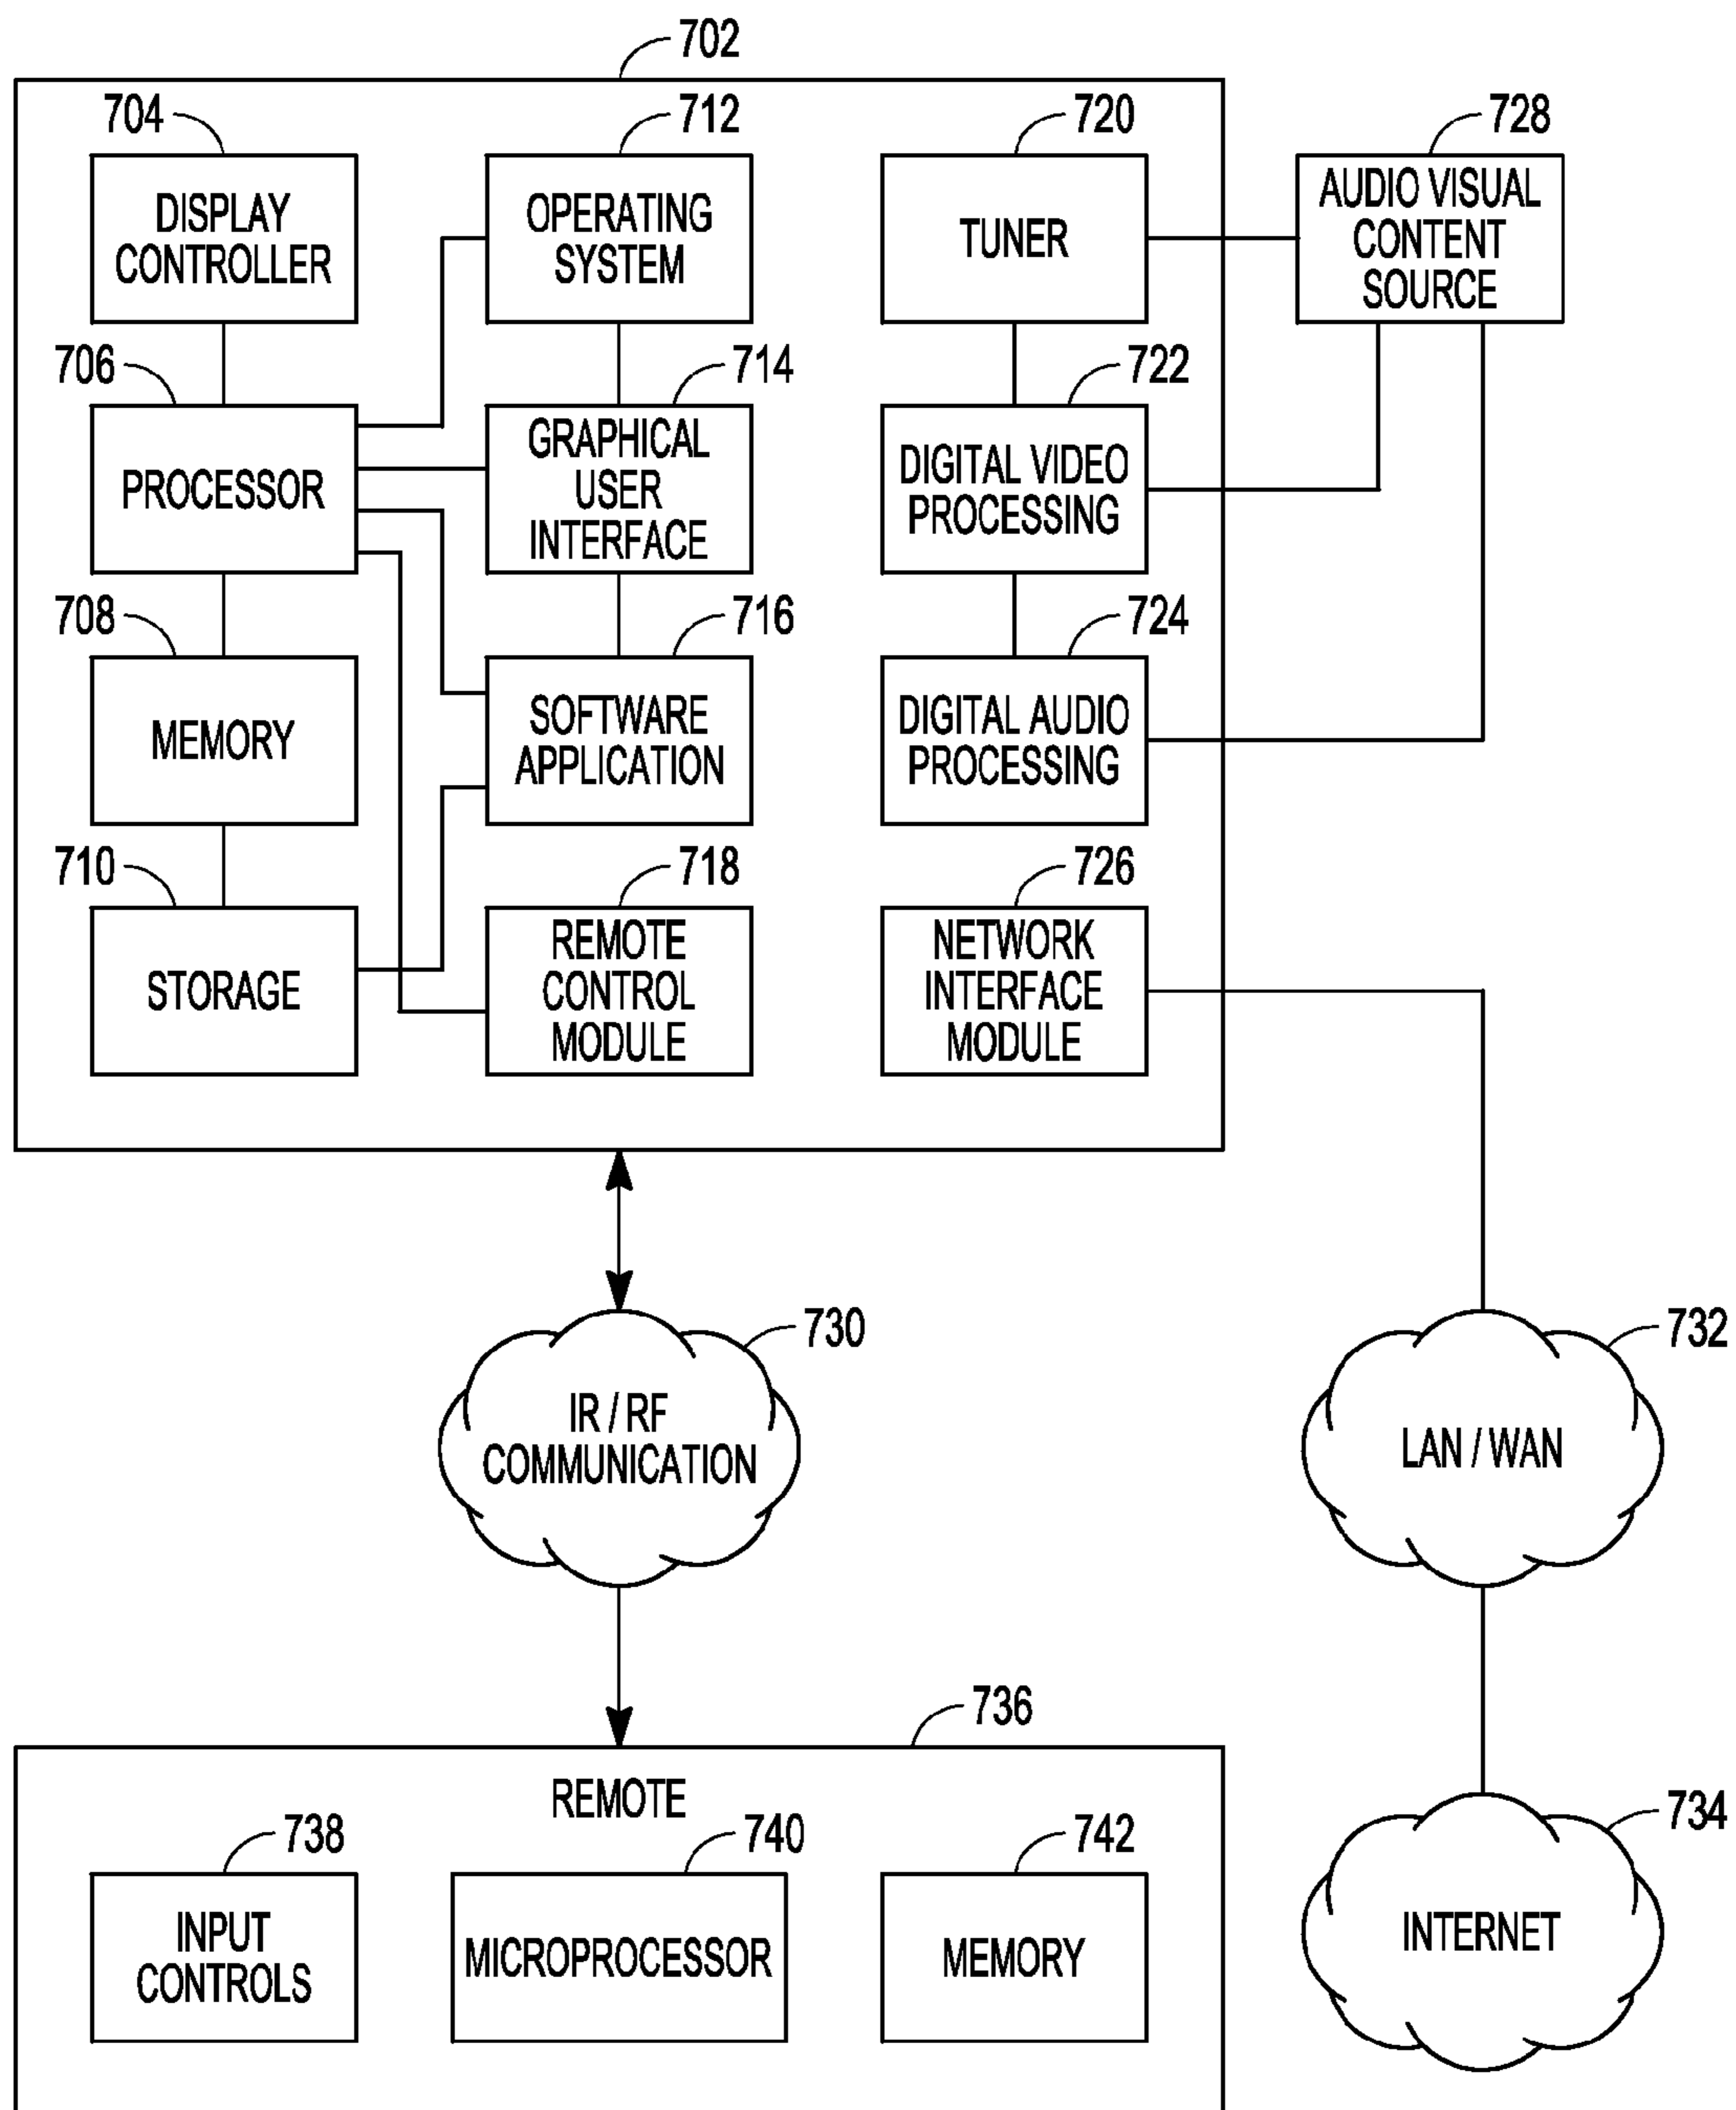 702
704
712
720
728
DISPLAY
CONTROLLER
OPERATING
SYSTEM
TUNER
AUDIO VISUAL
CONTENT
SOURCE
706
714
722
PROCESSOR
GRAPHICAL
USER
INTERFACE
DIGITAL VIDEO
PROCESSING
708
716
724
MEMORY
SOFTWARE
APPLICATION
DIGITAL AUDIO
PROCESSING
710
718
726
STORAGE
REMOTE
CONTROL
MODULE
NETWORK
INTERFACE
MODULE
730
732
IR / RF
COMMUNICATION
LAN / WAN
736
REMOTE
734
738
740
742
INPUT
CONTROLS
MICROPROCESSOR
MEMORY
INTERNET